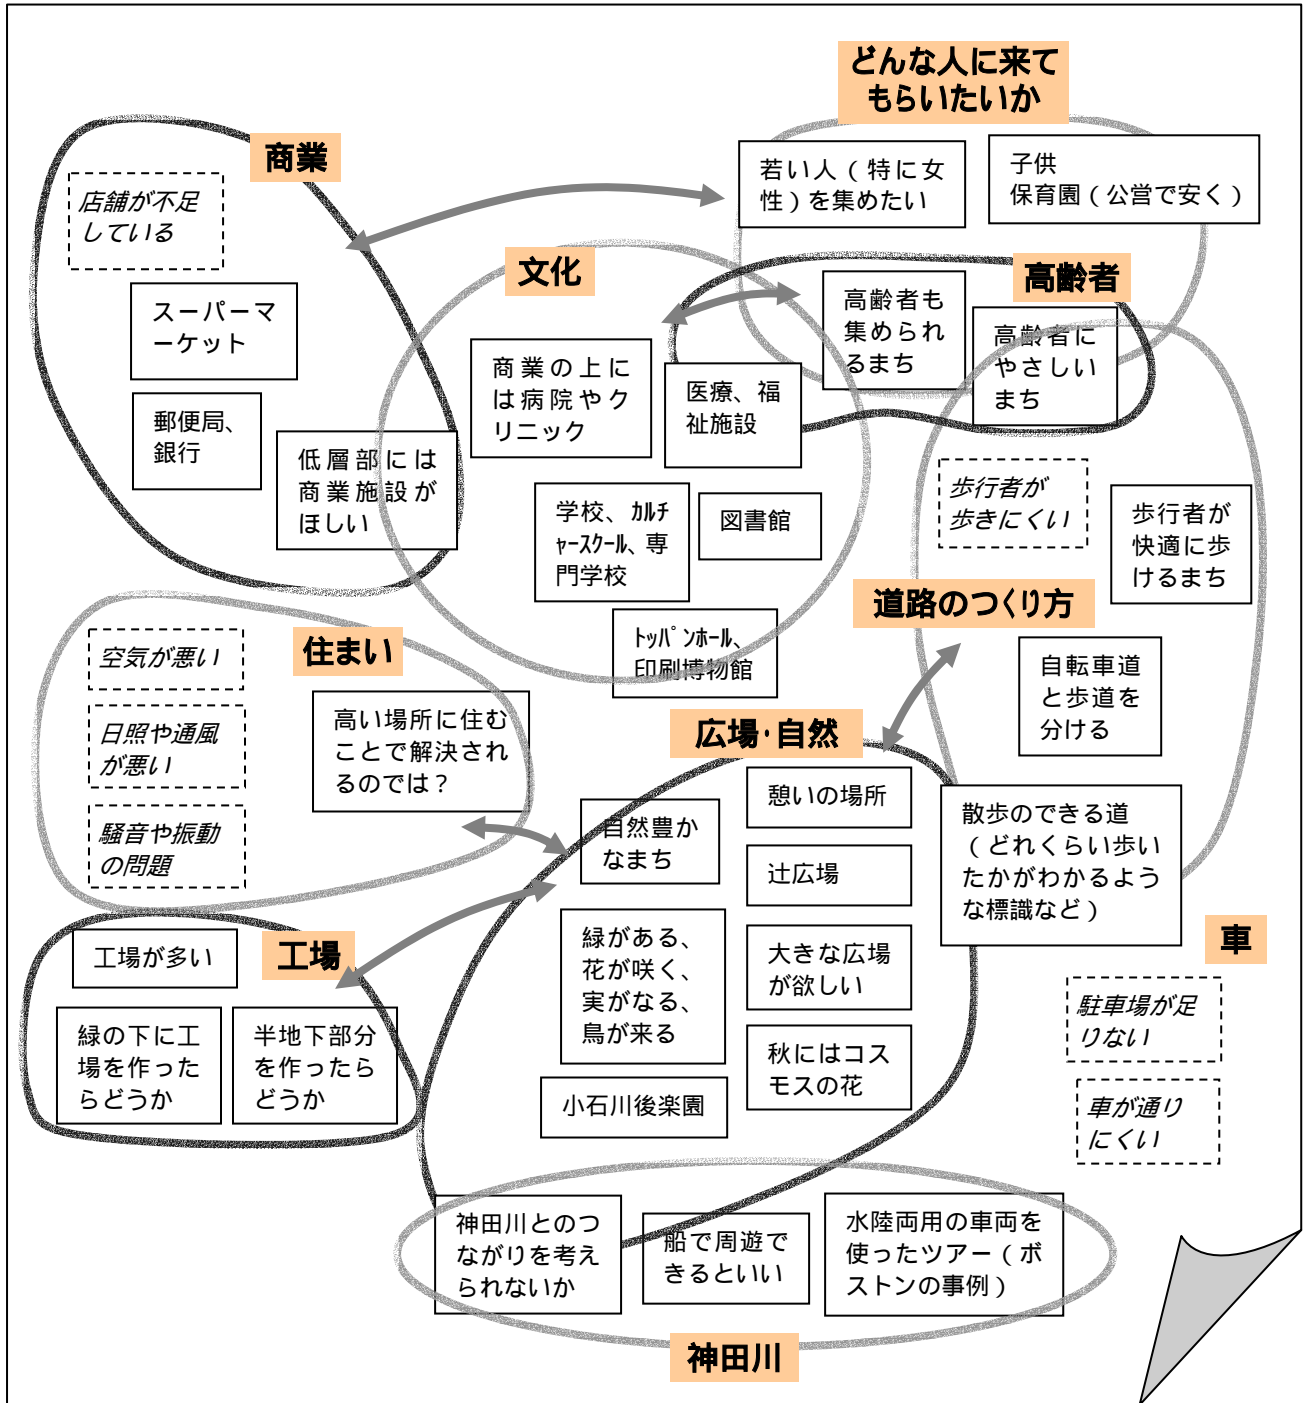 どんな人に来て
もらいたいか
商業
若い人（特に女
性）を集めたい
子供
保育園（公営で安く）
店舗が不足
している
スーパーマ
ーケット
郵便局、
銀行
低層部には
商業施設が
ほしい
文化
商業の上に
は病院やク
リニック
医療、福
祉施設
学校、ｶﾙﾁ
ｬｰｽｸｰﾙ、専
門学校
図書館
ﾄｯﾊﾟﾝﾎｰﾙ、
印刷博物館
高齢者
高齢者も
集められ
るまち
高齢者に
やさしい
まち
歩行者が
歩きにくい
歩行者が
快適に歩
けるまち
道路のつくり方
自転車道
と歩道を
分ける
散歩のできる道
（どれくらい歩い
たかがわかるよう
な標識など）
住まい
空気が悪い
日照や通風
が悪い
騒音や振動
の問題
高い場所に住む
ことで解決され
るのでは？
広場・自然
憩いの場所
自然豊か
なまち
辻広場
緑がある、
花が咲く、
実がなる、
鳥が来る
大きな広場
が欲しい
秋にはコス
モスの花
小石川後楽園
工場
工場が多い
緑の下に工
場を作った
らどうか
半地下部分
を作ったら
どうか
車
駐車場が足
りない
車が通り
にくい
神田川とのつ
ながりを考え
られないか
船で周遊で
きるといい
水陸両用の車両を
使ったツアー（ボ
ストンの事例）
神田川